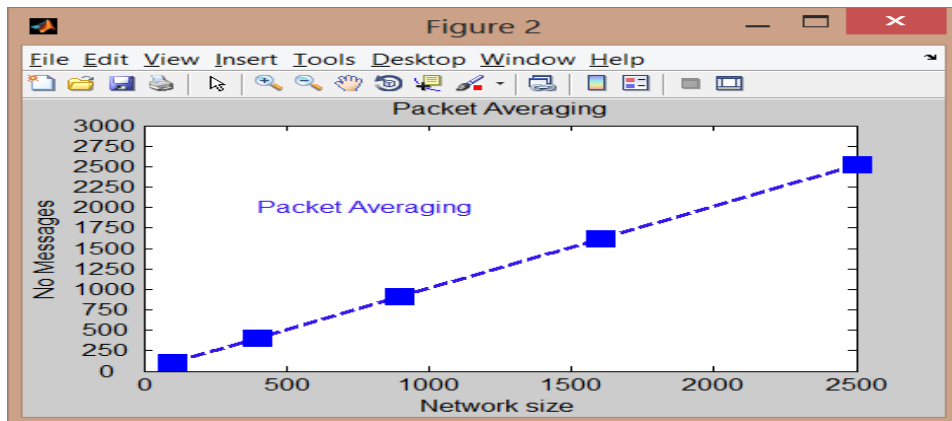 Figure 2
File Edit View Insert Tools Desktop Window Help
Packet Averaging
3000
2750
2500
2250
2000
1750
1500
1250
1000
750
500
250
0
No Messages
Packet Averaging
0 500 1000 1500 2000 2500
Network size